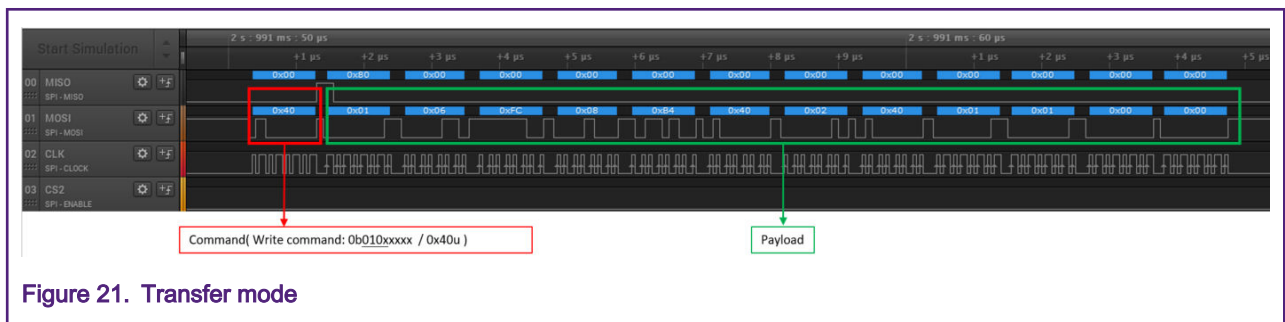 Start Simulation
2 s : 991 ms : 50 µs 2 s : 991 ms : 60 µs
+1 µs +2 µs +3 µs +4 µs +5 µs +6 µs +7 µs +8 µs +9 µs +1 µs +2 µs +3 µs +4 µs +5 µs
00 MISO
SPI - MISO
0x00 0x80 0x00 0x00 0x00 0x00 0x00 0x00 0x00 0x00 0x00 0x00 0x00
01 MOSI
SPI - MOSI
0x40 0x01 0x06 0xFC 0x08 0xB4 0x40 0x02 0x40 0x01 0x01 0x00 0x00
02 CLK
SPI - CLOCK
03 CS2
SPI - ENABLE
Command( Write command: 0b010xxxxx / 0x40u )
Payload
Figure 21. Transfer mode